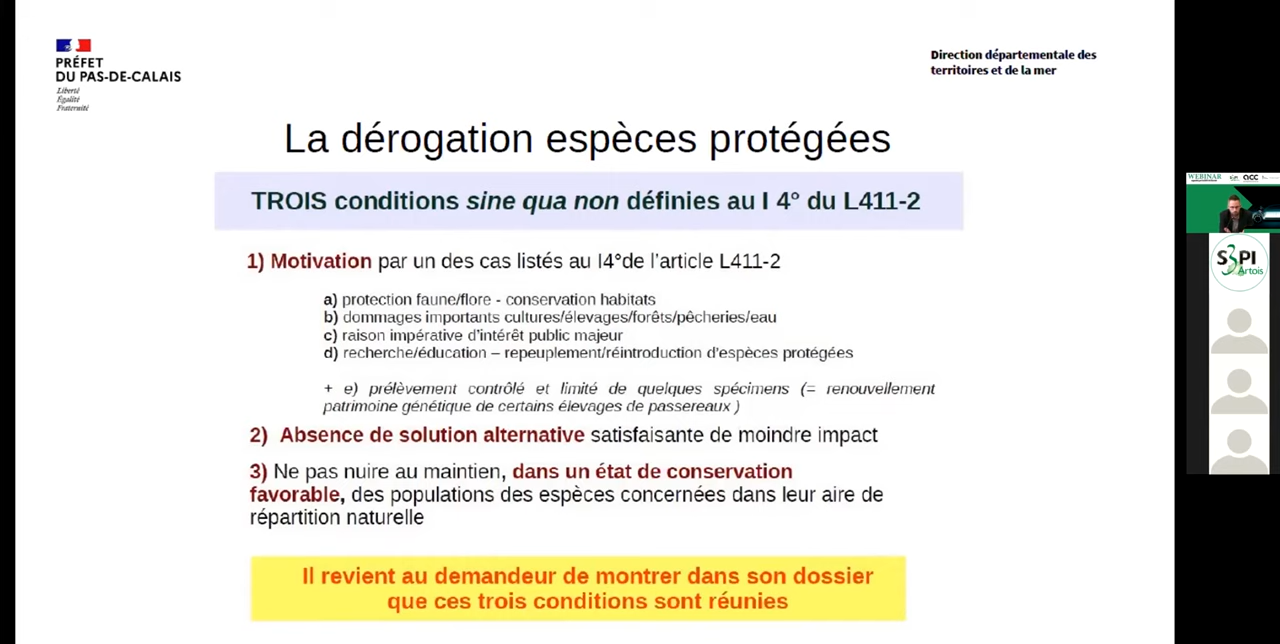 PRÉFET
DU PAS-DE-CALAIS
Liberté
Égalité
Fraternité
Direction départementale des
territoires et de la mer
La dérogation espèces protégées
TROIS conditions sine qua non définies au I 4° du L411-2
1) Motivation par un des cas listés au I4°de l'article L411-2
a) protection faune/flore - conservation habitats
b) dommages importants cultures/élevages/forêts/pêcheries/eau
c) raison impérative d'intérêt public majeur
d) recherche/éducation – repeuplement/réintroduction d'espèces protégées
+ e) prélèvement contrôlé et limité de quelques spécimens (= renouvellement
patrimoine génétique de certains élevages de passereaux )
2) Absence de solution alternative satisfaisante de moindre impact
3) Ne pas nuire au maintien, dans un état de conservation
favorable, des populations des espèces concernées dans leur aire de
répartition naturelle
Il revient au demandeur de montrer dans son dossier
que ces trois conditions sont réunies
WEBINAR
acc
S3PI
Artois